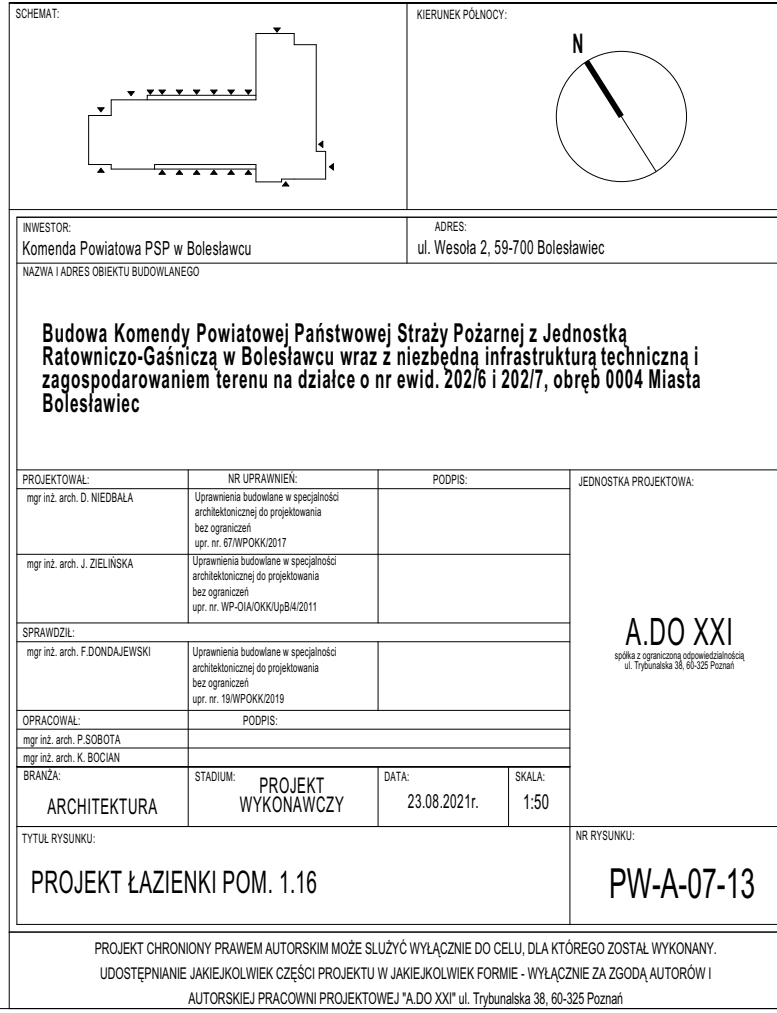 SCHEMAT:
KIERUNEK PÓŁNOCY:
N
INWESTOR:
Komenda Powiatowa PSP w Bolesławcu
ADRES:
ul. Wesoła 2, 59-700 Bolesławiec
NAZWA I ADRES OBIEKTU BUDOWLANEGO
Budowa Komendy Powiatowej Państwowej Straży Pożarnej z Jednostką
Ratowniczo-Gaśniczą w Bolesławcu wraz z niezbędną infrastrukturą techniczną i
zagospodarowaniem terenu na działce o nr ewid. 202/6 i 202/7, obręb 0004 Miasta
Bolesławiec
PROJEKTOWAŁ:
NR UPRAWNIEŃ:
PODPIS:
JEDNOSTKA PROJEKTOWA:
mgr inż. arch. D. NIEDBAŁA
Uprawnienia budowlane w specjalności
architektonicznej do projektowania
bez ograniczeń
upr. nr. 67/WPOKK/2017
mgr inż. arch. J. ZIELIŃSKA
Uprawnienia budowlane w specjalności
architektonicznej do projektowania
bez ograniczeń
upr. nr. WP-OIA/OKK/UpB/4/2011
SPRAWDZIŁ:
mgr inż. arch. F.DONDAJEWSKI
Uprawnienia budowlane w specjalności
architektonicznej do projektowania
bez ograniczeń
upr. nr. 19/WPOKK/2019
A.DO XXI
spółka z ograniczoną odpowiedzialnością
ul. Trybunalska 38, 60-325 Poznań
OPRACOWAŁ:
PODPIS:
mgr inż. arch. P.SOBOTA
mgr inż. arch. K. BOCIAN
BRANŻA:
ARCHITEKTURA
STADIUM:
PROJEKT
WYKONAWCZY
DATA:
23.08.2021r.
SKALA:
1:50
TYTUŁ RYSUNKU:
PROJEKT ŁAZIENKI POM. 1.16
NR RYSUNKU:
PW-A-07-13
PROJEKT CHRONIONY PRAWEM AUTORSKIM MOŻE SLUŻYĆ WYŁĄCZNIE DO CELU, DLA KTÓREGO ZOSTAŁ WYKONANY.
UDOSTĘPNIANIE JAKIEJKOLWIEK CZĘŚCI PROJEKTU W JAKIEJKOLWIEK FORMIE - WYŁĄCZNIE ZA ZGODĄ AUTORÓW I
AUTORSKIEJ PRACOWNI PROJEKTOWEJ "A.DO XXI" ul. Trybunalska 38, 60-325 Poznań